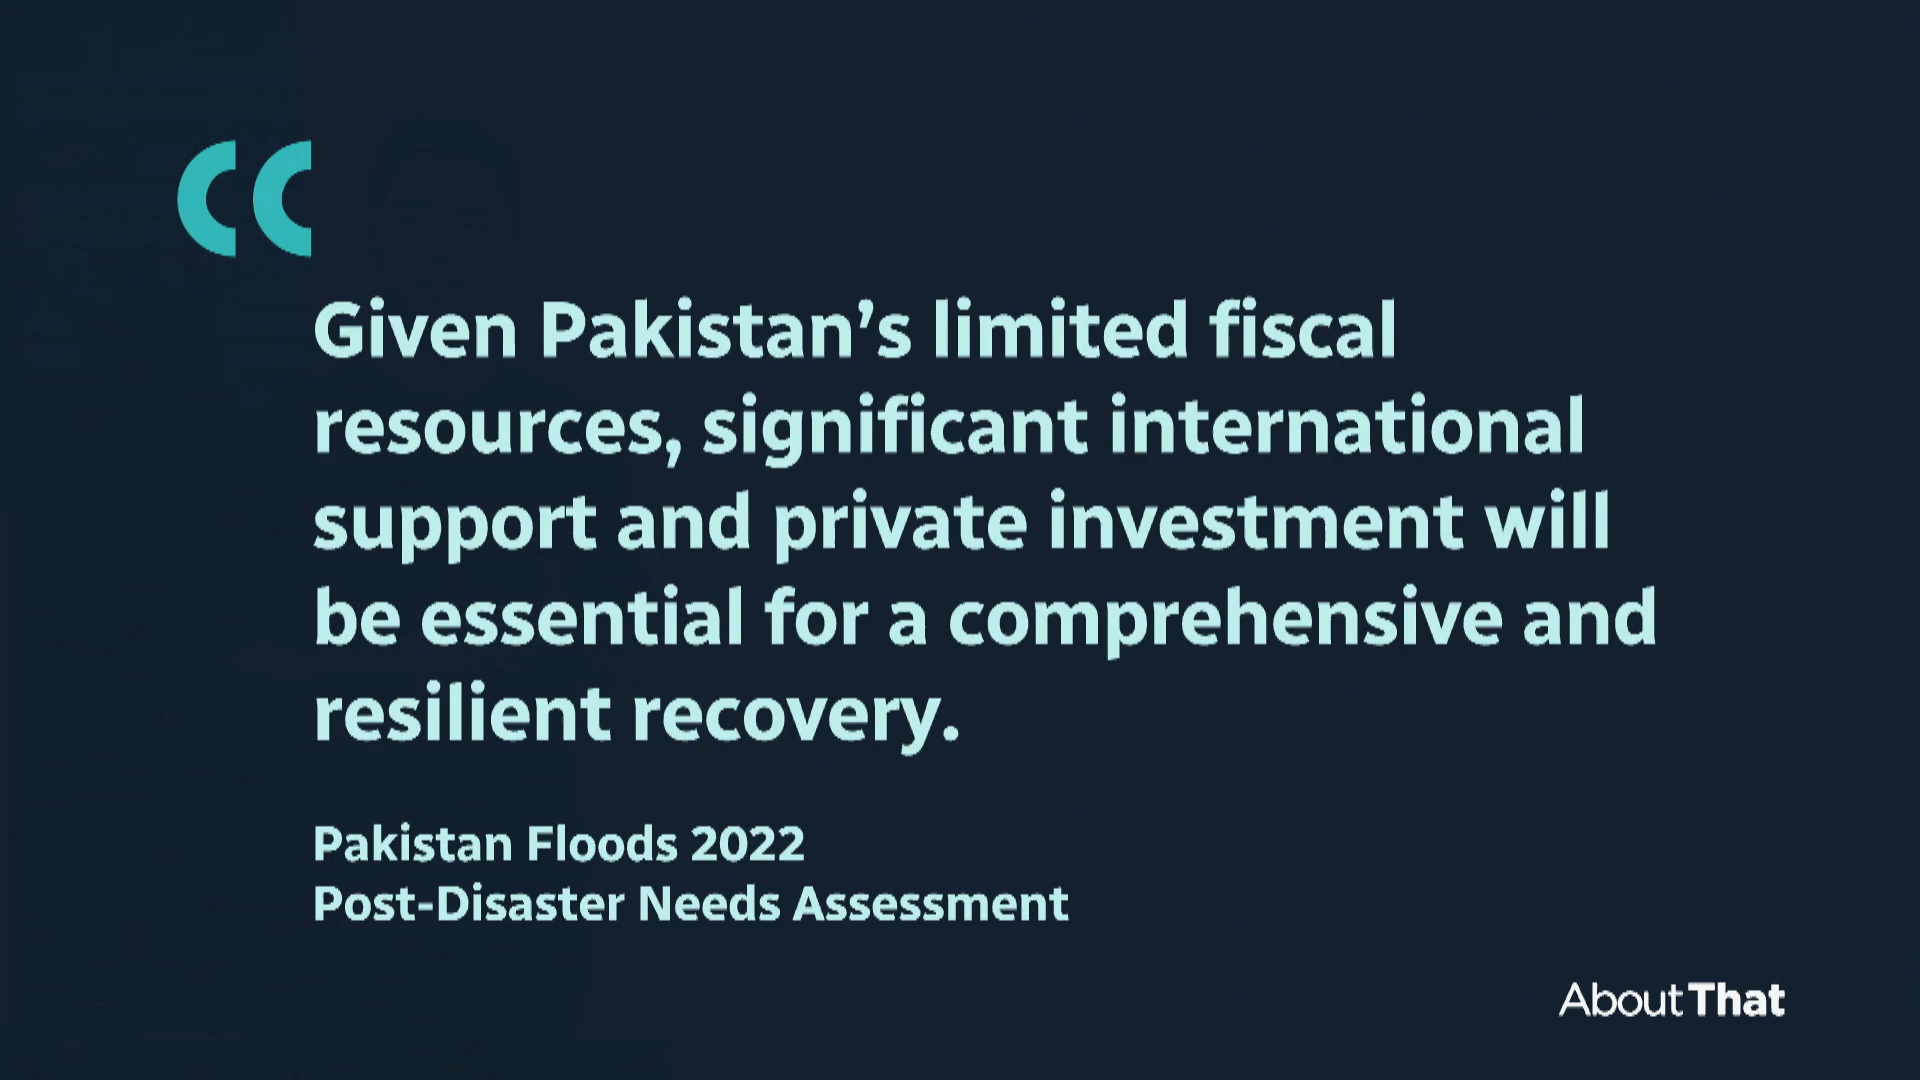 Given Pakistan’s limited fiscal
resources, significant international
support and private investment will
be essential for a comprehensive and
resilient recovery.
Pakistan Floods 2022
Post-Disaster Needs Assessment
About That